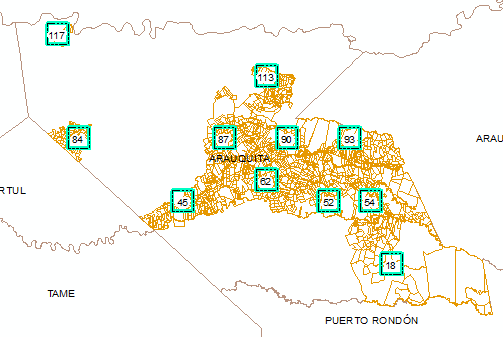 117
113
84
87
90
93
ARAU
ARAUQUITA
62
RTUL
45
52
54
18
TAME
PUERTO RONDÓN